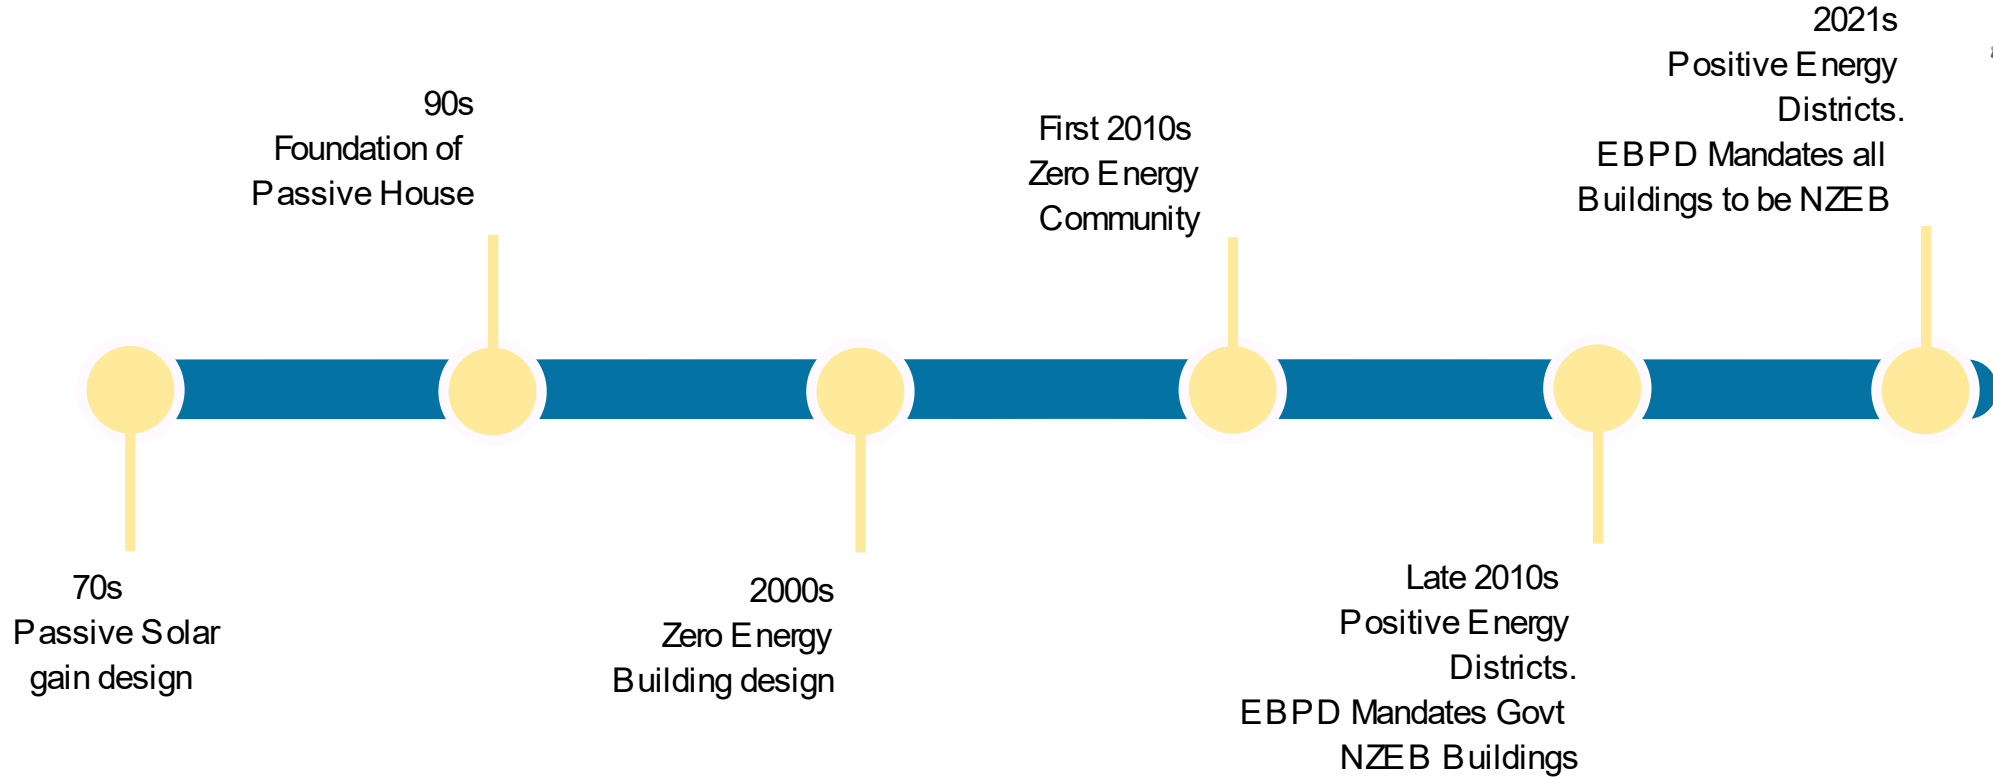 70s
Passive Solar
gain design
90s
Foundation of
Passive House
2000s
Zero Energy
Building design
First 2010s
Zero Energy
Community
Late 2010s
Positive Energy
Districts.
EBPD Mandates Govt
NZEB Buildings
2021s
Positive Energy
Districts.
EBPD Mandates all
Buildings to be NZEB